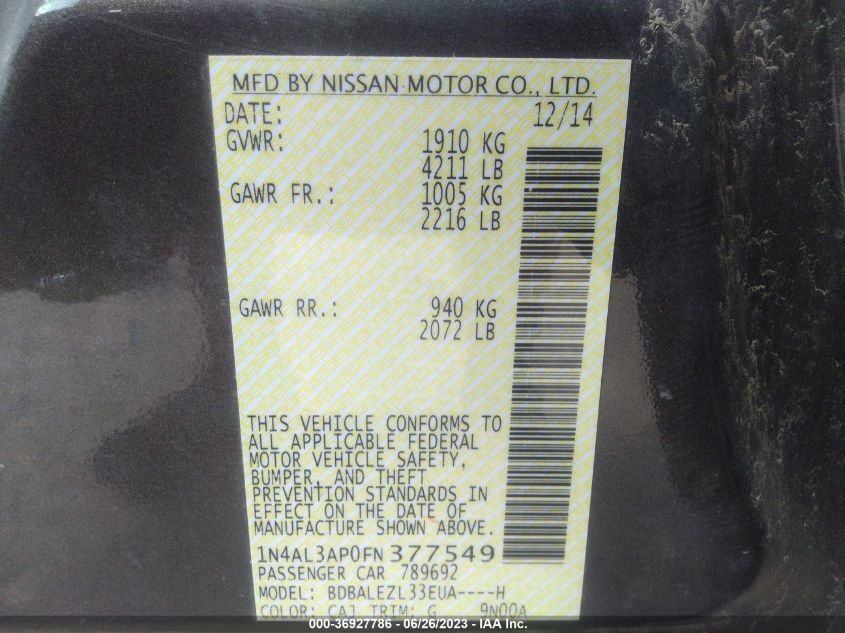 MFD BY NISSAN MOTOR CO., LTD.
DATE: 12/14
GVWR: 1910 KG
4211 LB
GAWR FR.: 1005 KG
2216 LB
GAWR RR.: 940 KG
2072 LB
THIS VEHICLE CONFORMS TO
ALL APPLICABLE FEDERAL
MOTOR VEHICLE SAFETY,
BUMPER, AND THEFT
PREVENTION STANDARDS IN
EFFECT ON THE DATE OF
MANUFACTURE SHOWN ABOVE.
1N4AL3AP0FN 377549
PASSENGER CAR 789692
MODEL: BDBALEZL33EUA----H
COLOR: CAJ TRIM: G 9N00A
000-36927786 - 06/26/2023 - IAA Inc.